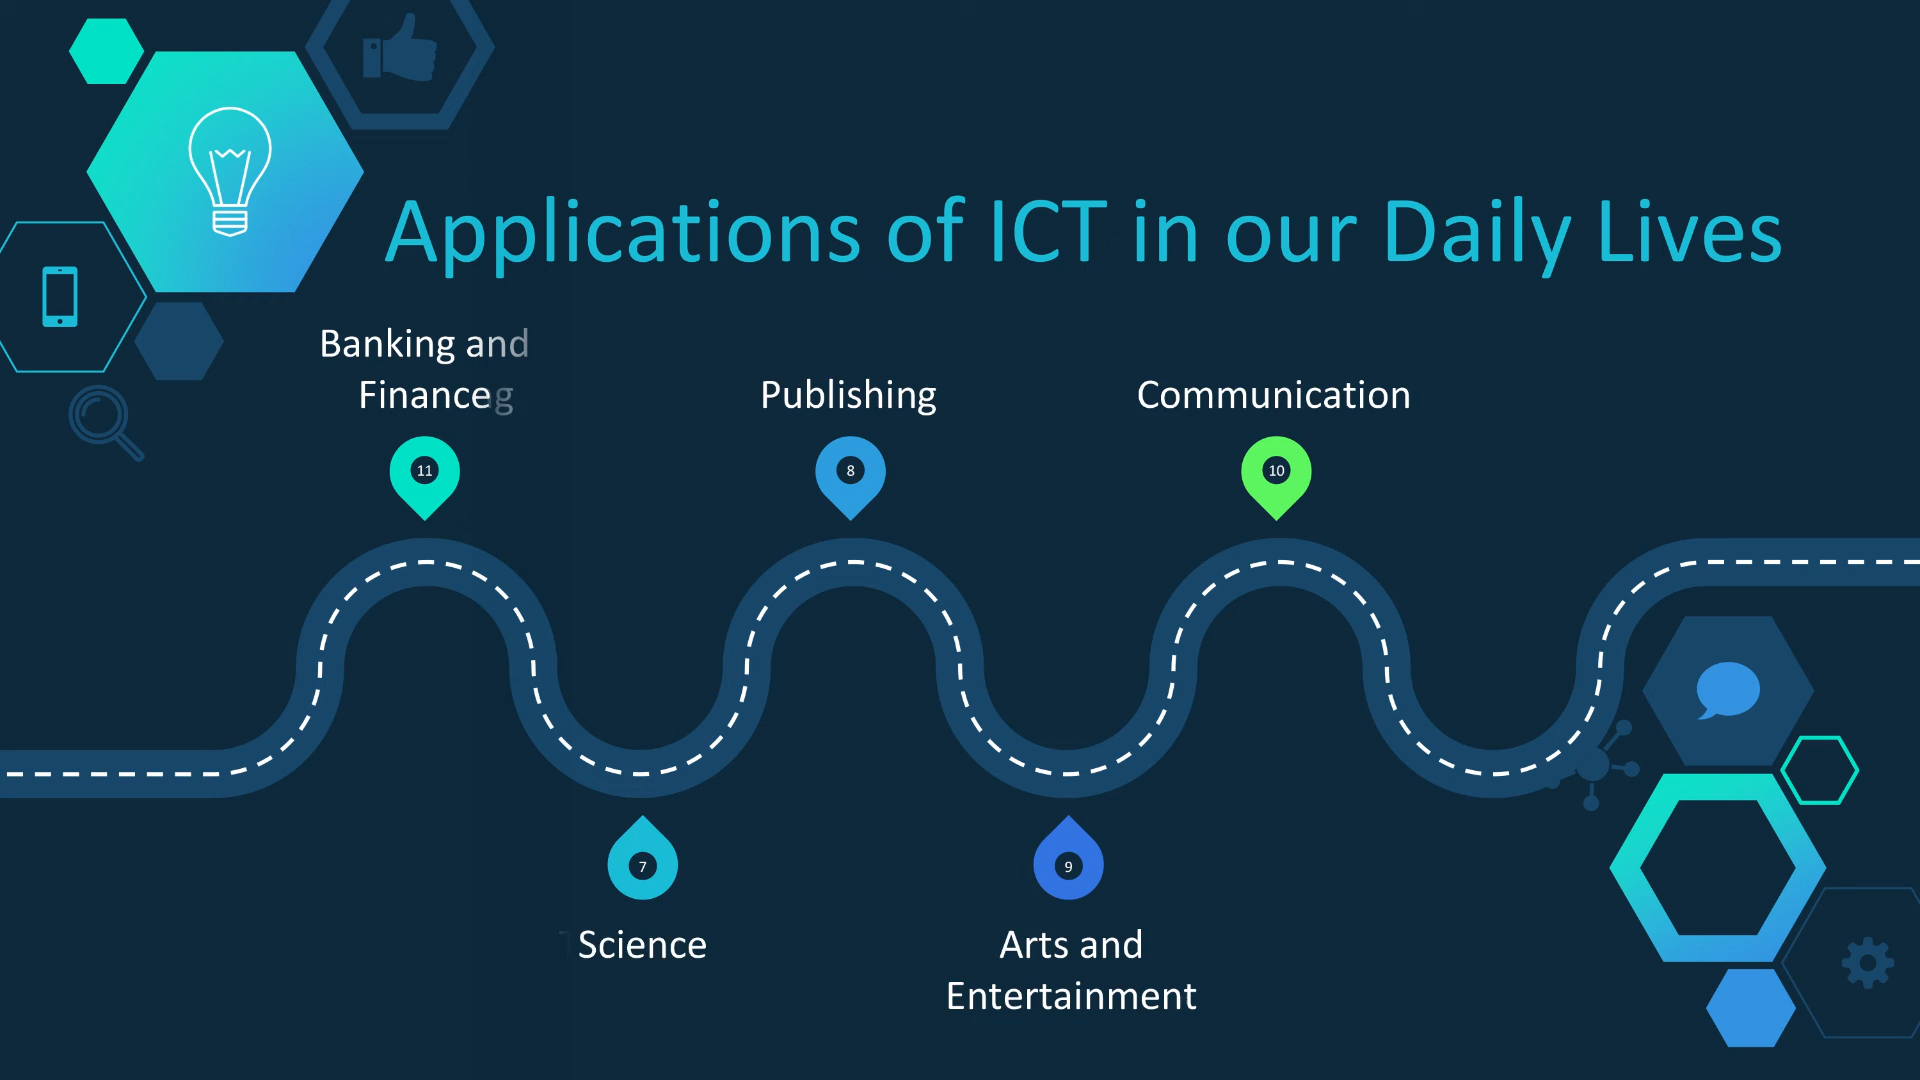 Applications of ICT in our Daily Lives
Banking and
Finance
Publishing
Communication
11
8
10
7
9
Science
Arts and
Entertainment